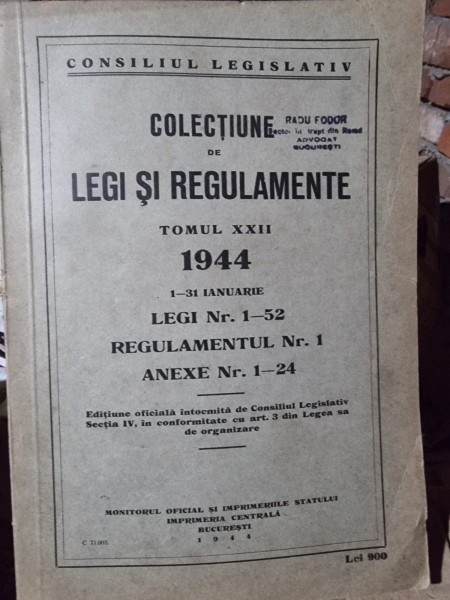 CONSILIUL LEGISLATIV
COLECȚIUNE
RADU FODOR
ADVOCAT
BUCUREȘTI
DE
LEGI ȘI REGULAMENTE
TOMUL XXII
1944
1—31 IANUARIE
LEGI Nr. 1—52
REGULAMENTUL Nr. 1
ANEXE Nr. 1—24
Edițiune oficială întocmită de Consiliul Legislativ
Secția IV, în conformitate cu art. 3 din Legea sa
de organizare
MONITORUL OFICIAL ȘI IMPRIMERIILE STATULUI
IMPRIMERIA CENTRALĂ
BUCUREȘTI
1944
Lei 900